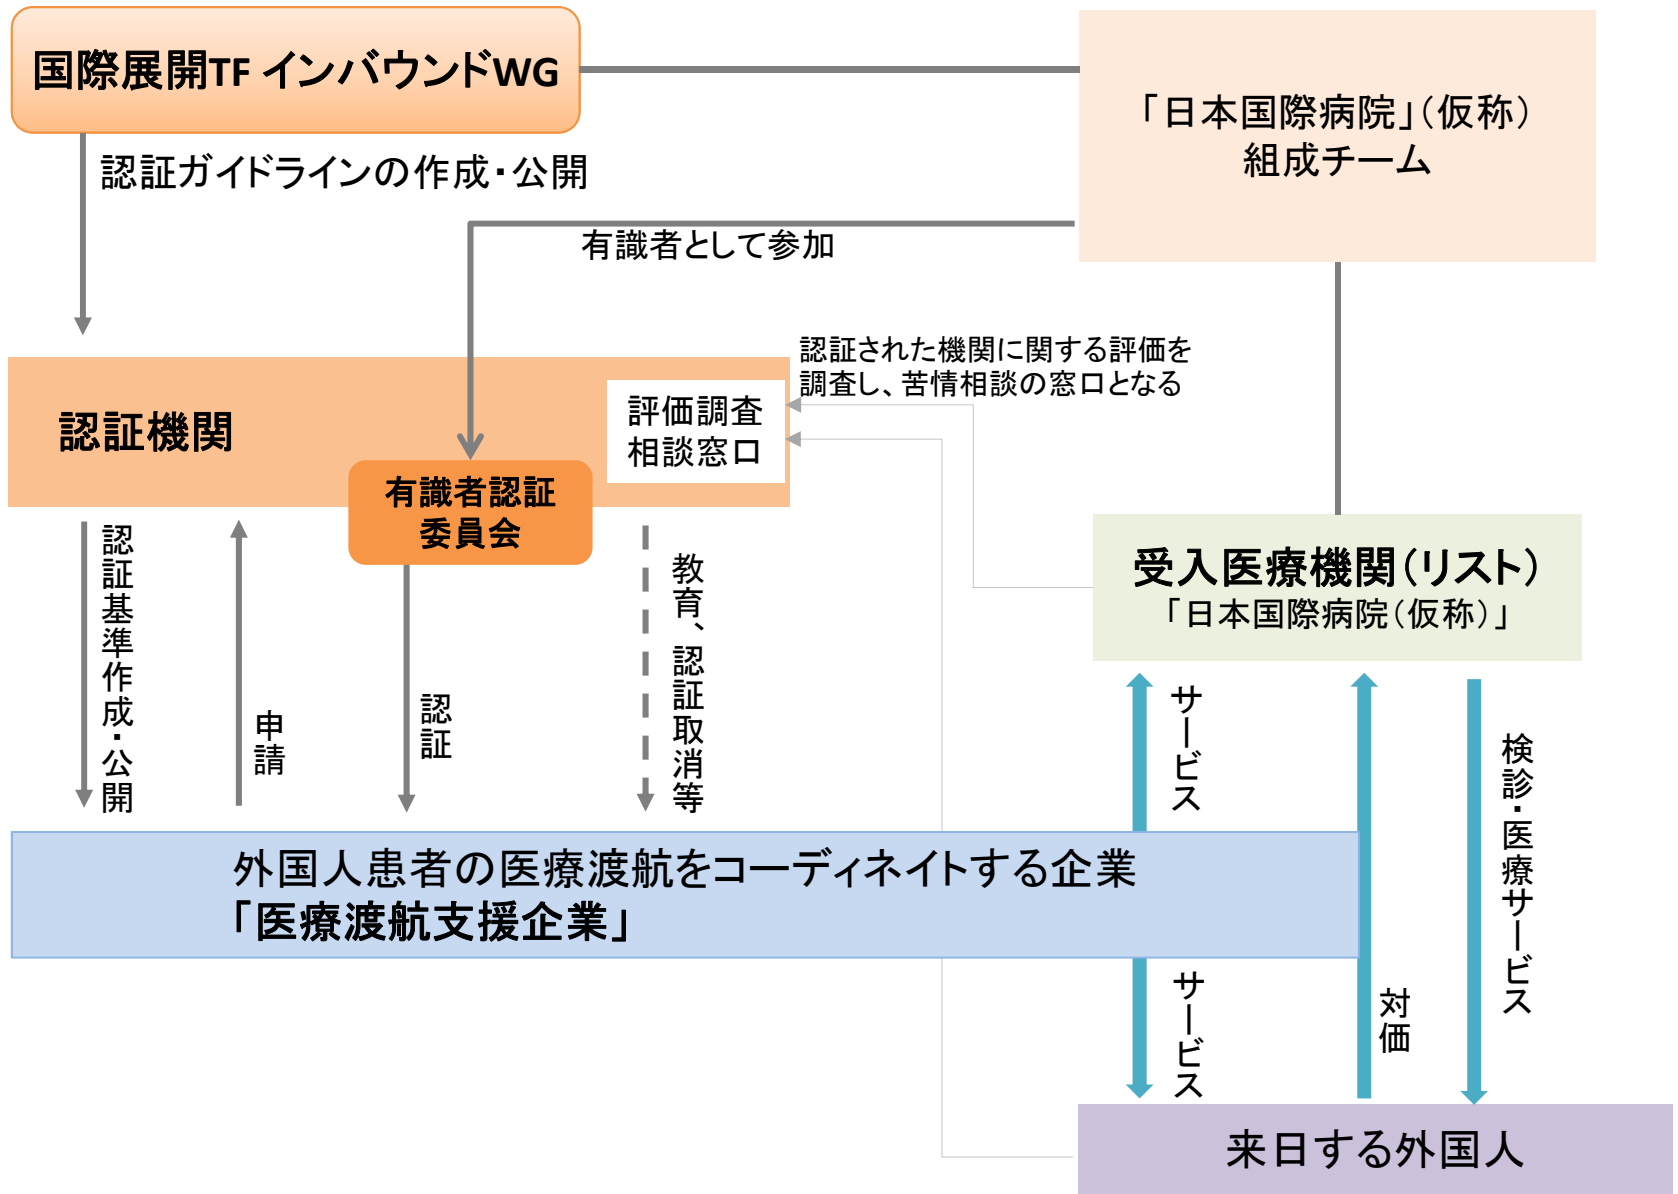 国際展開TF インバウンドWG
「日本国際病院」（仮称）
組成チーム
認証ガイドラインの作成・公開
有識者として参加
認証された機関に関する評価を
調査し、苦情相談の窓口となる
認証機関
評価調査
相談窓口
有識者認証
委員会
受入医療機関（リスト）
「日本国際病院（仮称）」
認証基準作成・公開
申請
認証
教育、認証取消等
サービス
検診・医療サービス
外国人患者の医療渡航をコーディネイトする企業
「医療渡航支援企業」
サービス
対価
来日する外国人